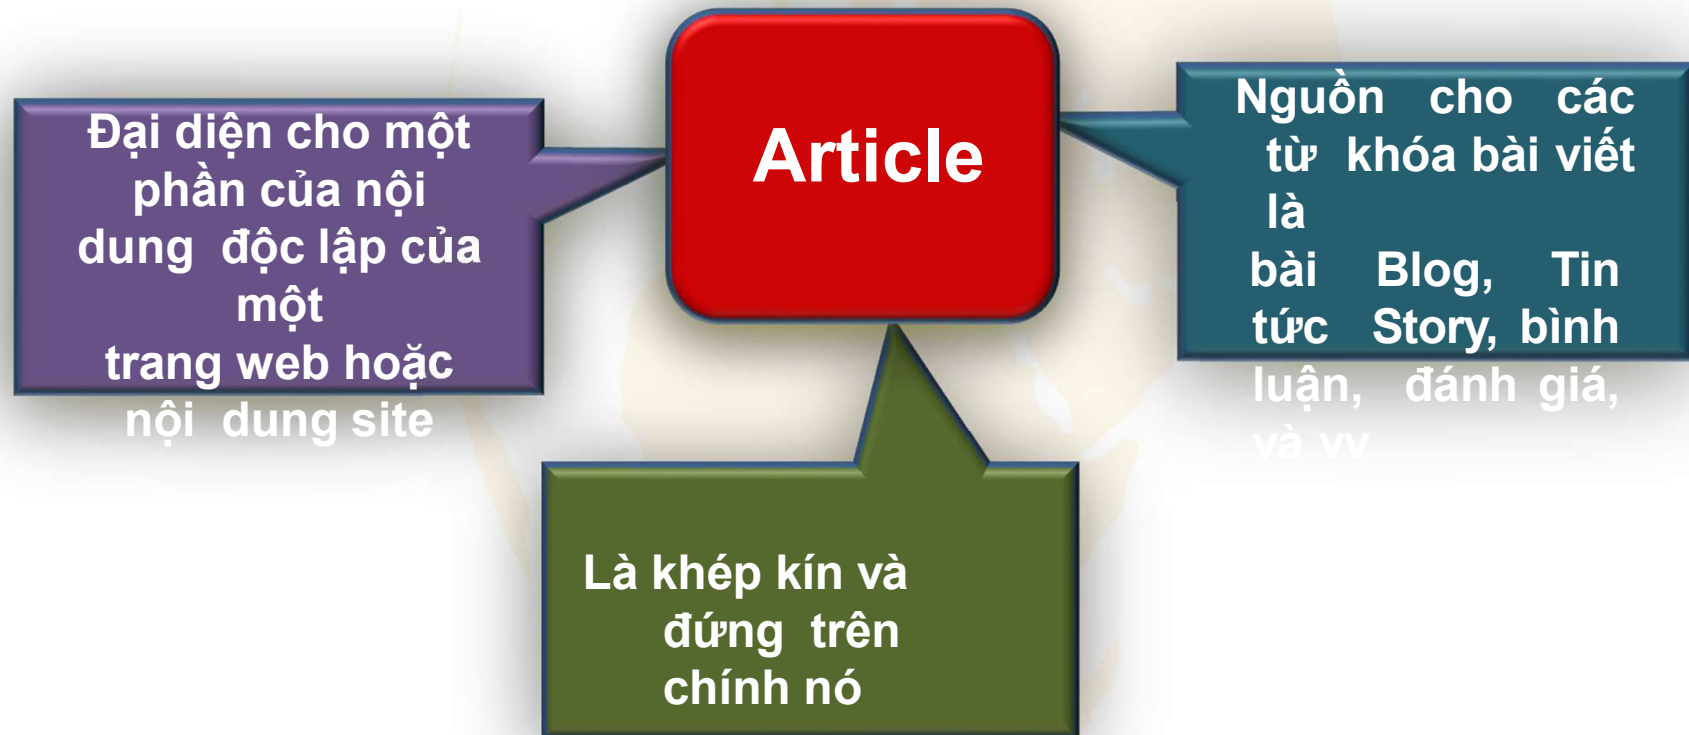 Article
Đại diện cho một
phần của nội
dung độc lập của
một
trang web hoặc
nội dung site
Nguồn cho các
từ khóa bài viết
là
bài Blog, Tin
tức Story, bình
luận, đánh giá,
và vv
Là khép kín và
đứng trên
chính nó